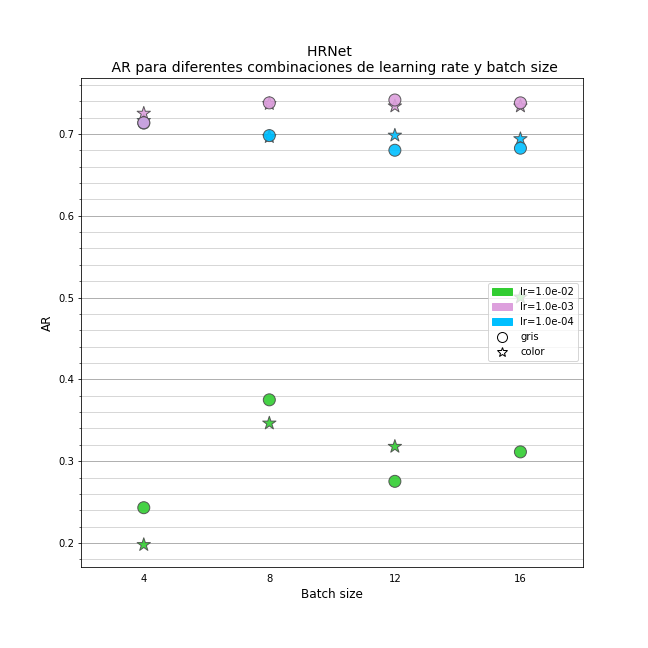 HRNet
AR para diferentes combinaciones de learning rate y batch size
0.7
0.6
0.5
0.4
0.3
0.2
AR
lr=1.0e-02
lr=1.0e-03
lr=1.0e-04
gris
color
4
8
12
16
Batch size